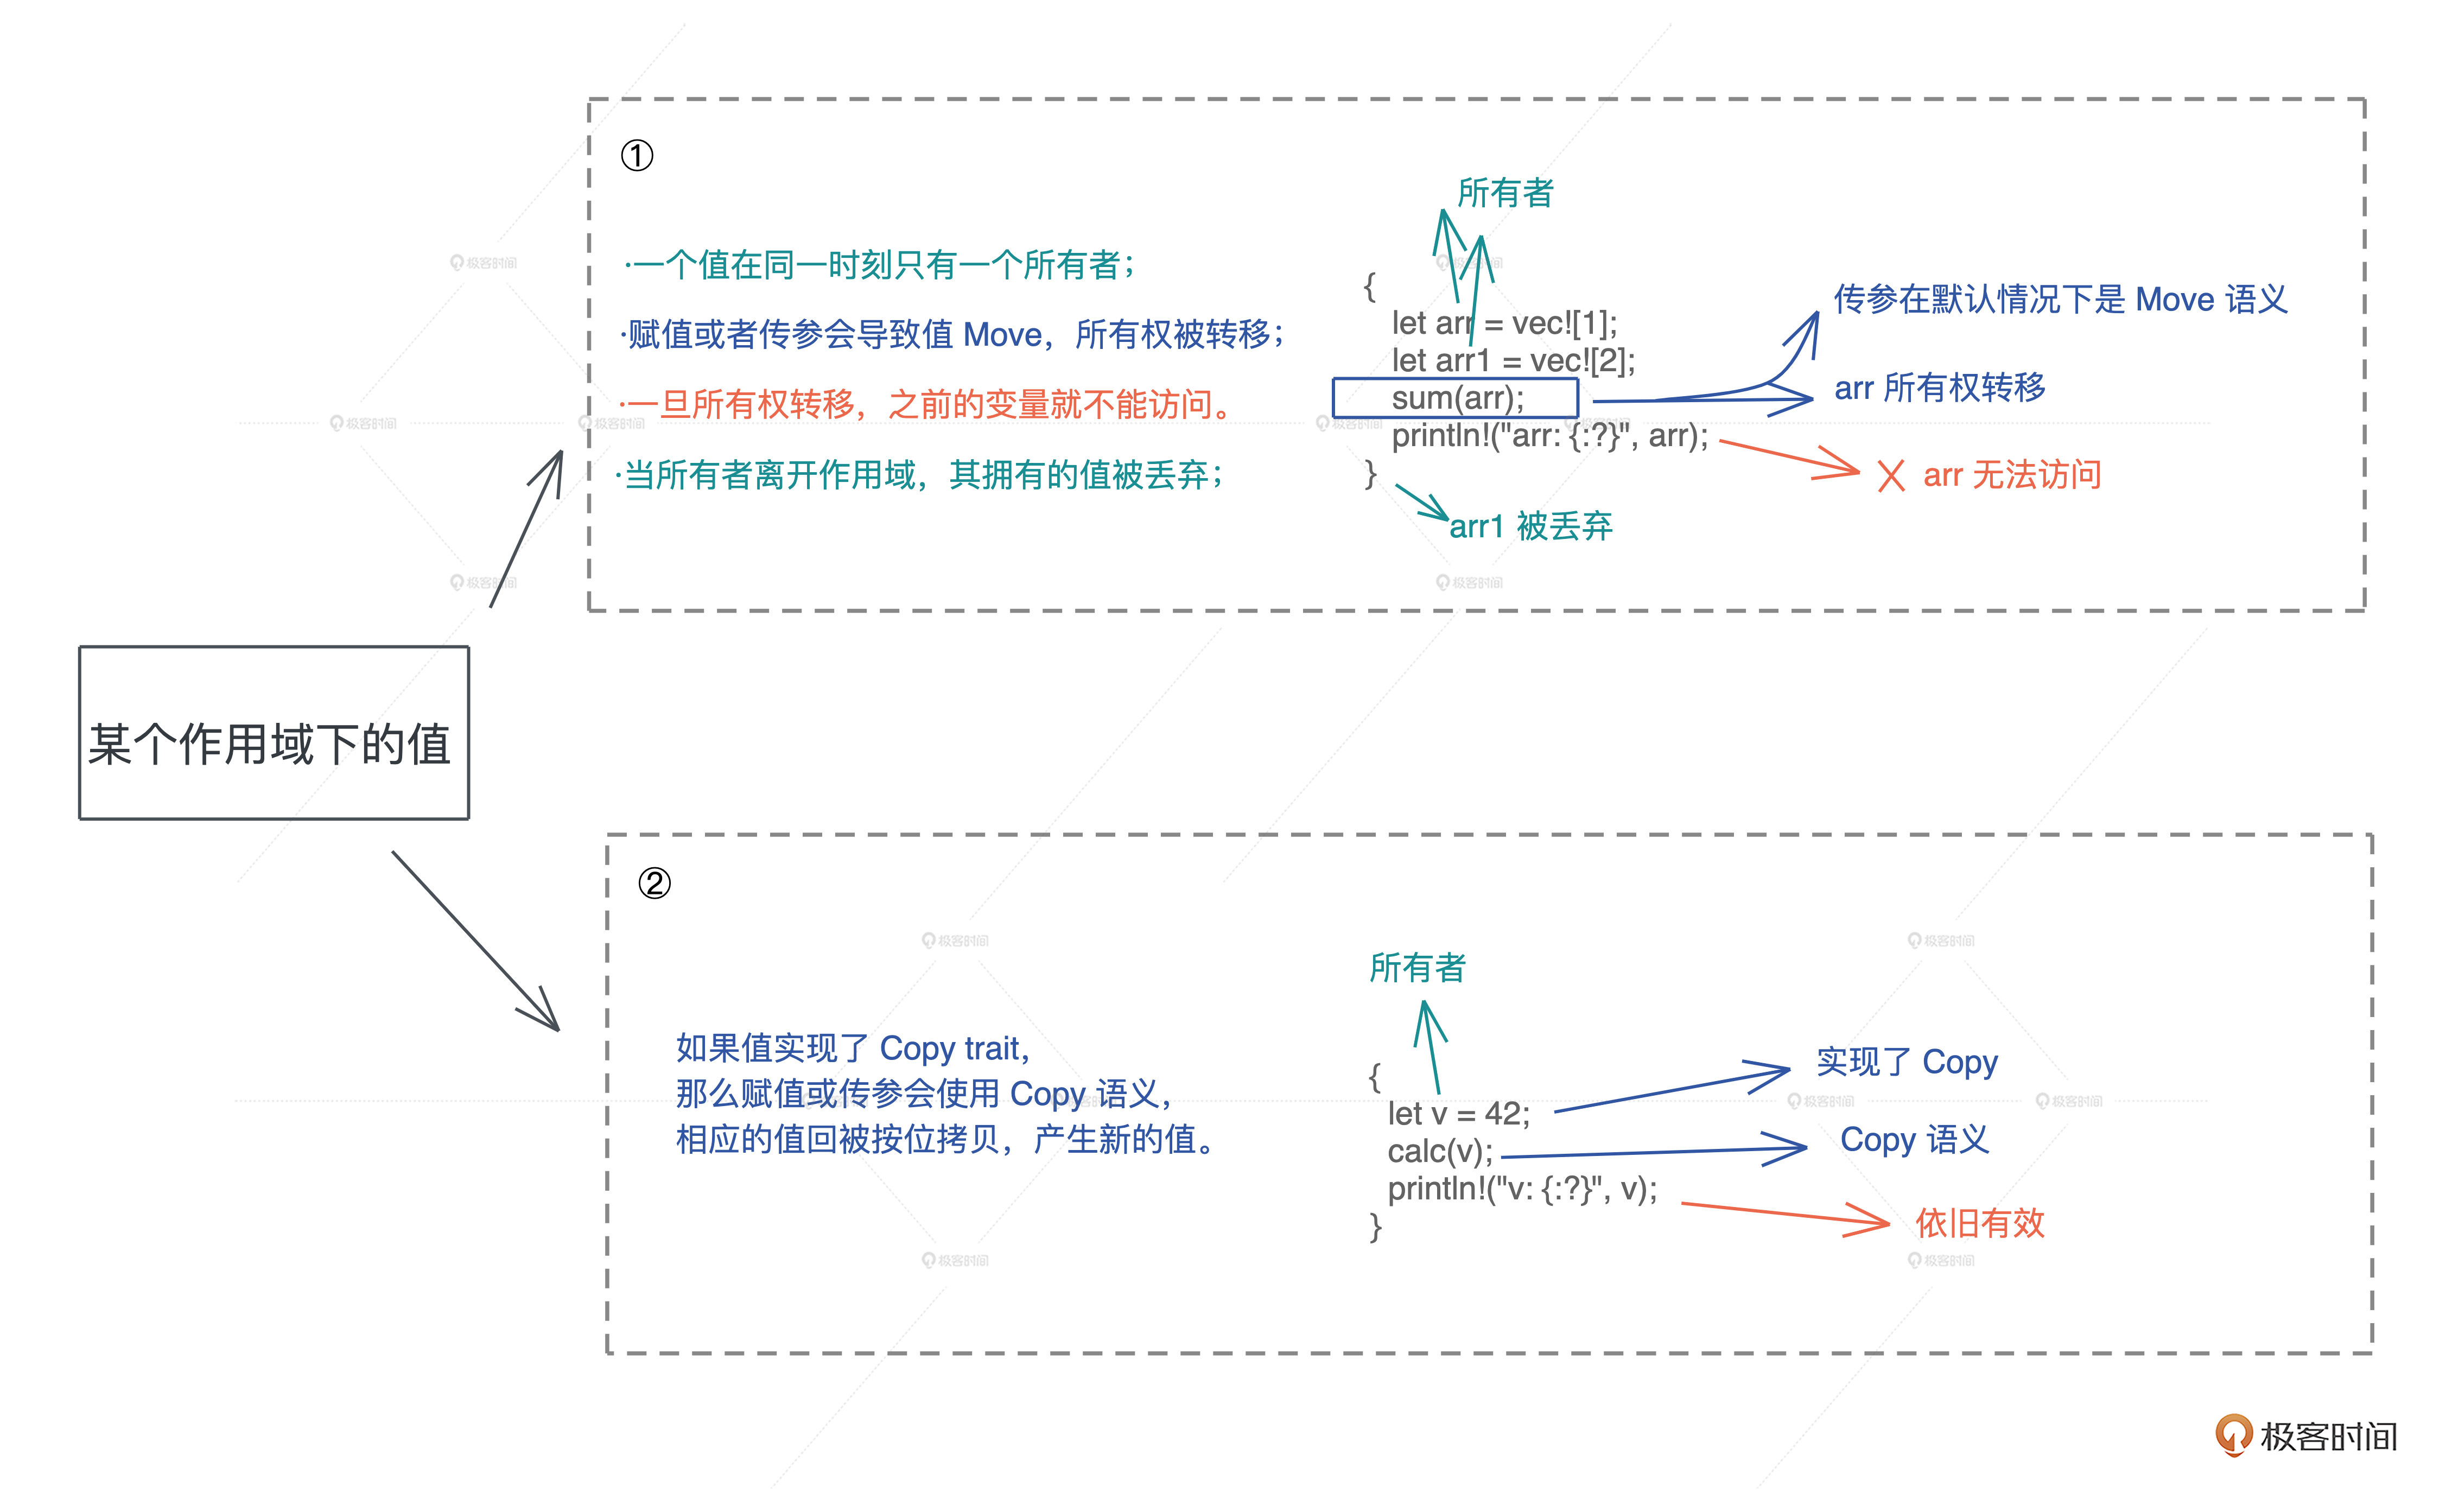 某个作用域下的值
①
·一个值在同一时刻只有一个所有者；
·赋值或者传参会导致值 Move，所有权被转移；
·一旦所有权转移，之前的变量就不能访问。
·当所有者离开作用域，其拥有的值被丢弃；
所有者
{
let arr = vec![1];
let arr1 = vec![2];
sum(arr);
println!("arr: {:?}", arr);
}
传参在默认情况下是 Move 语义
arr 所有权转移
arr 无法访问
arr1 被丢弃
②
如果值实现了 Copy trait，
那么赋值或传参会使用 Copy 语义，
相应的值回被按位拷贝，产生新的值。
所有者
{
let v = 42;
calc(v);
println!("v: {:?}", v);
}
实现了 Copy
Copy 语义
依旧有效
极客时间